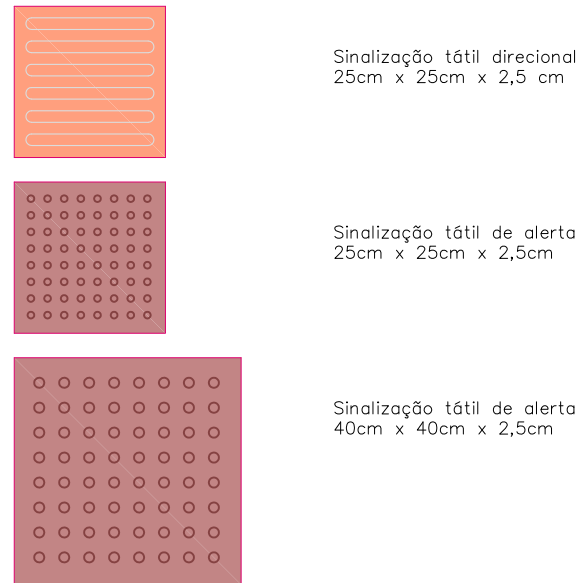 Sinalização tátil direcional
25cm x 25cm x 2,5 cm
Sinalização tátil de alerta
25cm x 25cm x 2,5cm
Sinalização tátil de alerta
40cm x 40cm x 2,5cm